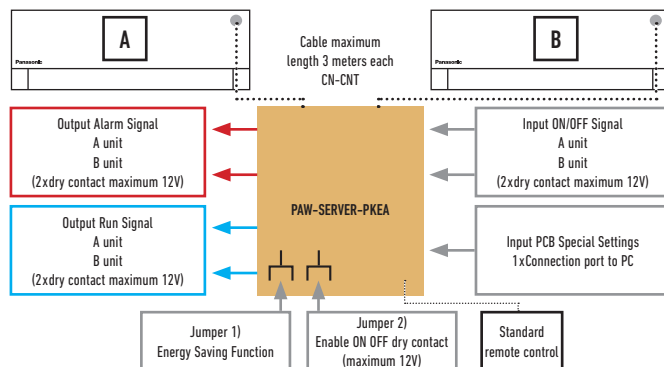 A
Panasonic
Cable maximum
length 3 meters each
CN-CNT
B
Panasonic
Output Alarm Signal
A unit
B unit
(2xdry contact maximum 12V)
Output Run Signal
A unit
B unit
(2xdry contact maximum 12V)
PAW-SERVER-PKEA
Input ON/OFF Signal
A unit
B unit
(2xdry contact maximum 12V)
Input PCB Special Settings
1xConnection port to PC
Jumper 1)
Energy Saving Function
Jumper 2)
Enable ON OFF dry contact
(maximum 12V)
Standard
remote control